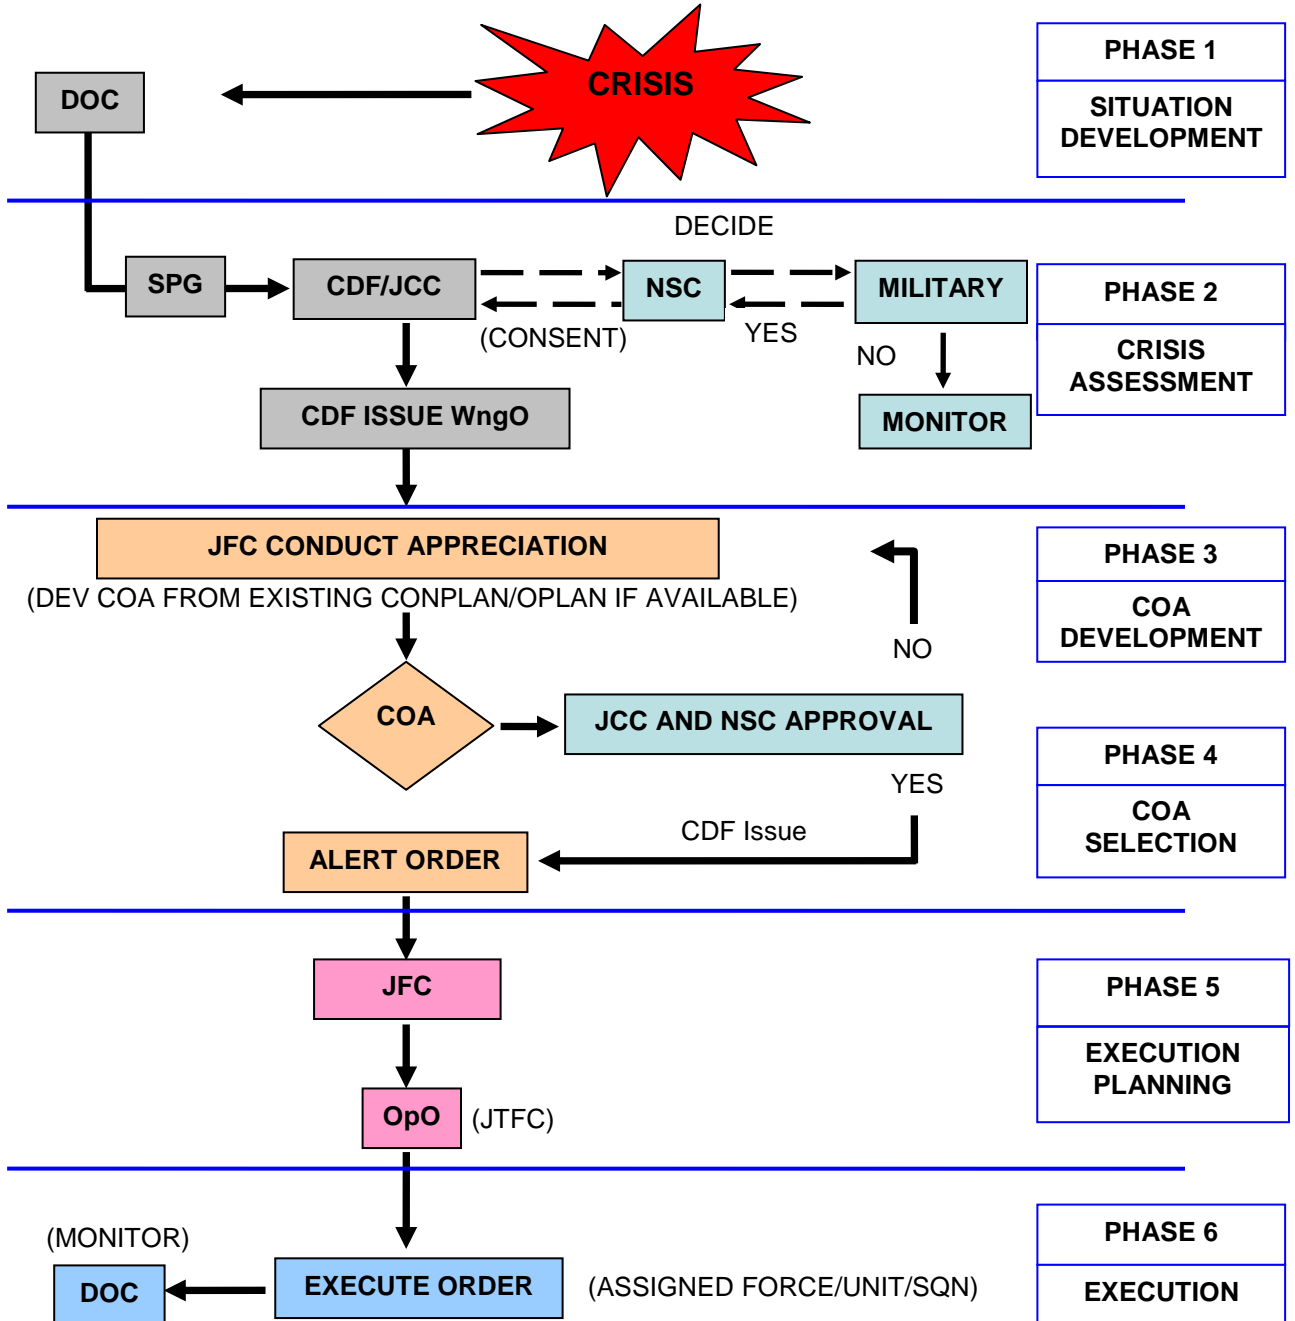 CRISIS
PHASE 1
DOC
SITUATION
DEVELOPMENT
DECIDE
SPG
CDF/JCC
NSC
MILITARY
PHASE 2
(CONSENT)
YES
NO
CRISIS
ASSESSMENT
CDF ISSUE WngO
MONITOR
JFC CONDUCT APPRECIATION
PHASE 3
(DEV COA FROM EXISTING CONPLAN/OPLAN IF AVAILABLE)
COA
DEVELOPMENT
NO
COA
JCC AND NSC APPROVAL
PHASE 4
YES
COA
SELECTION
CDF Issue
ALERT ORDER
JFC
PHASE 5
EXECUTION
PLANNING
OpO
(JTFC)
(MONITOR)
PHASE 6
DOC
EXECUTE ORDER
(ASSIGNED FORCE/UNIT/SQN)
EXECUTION